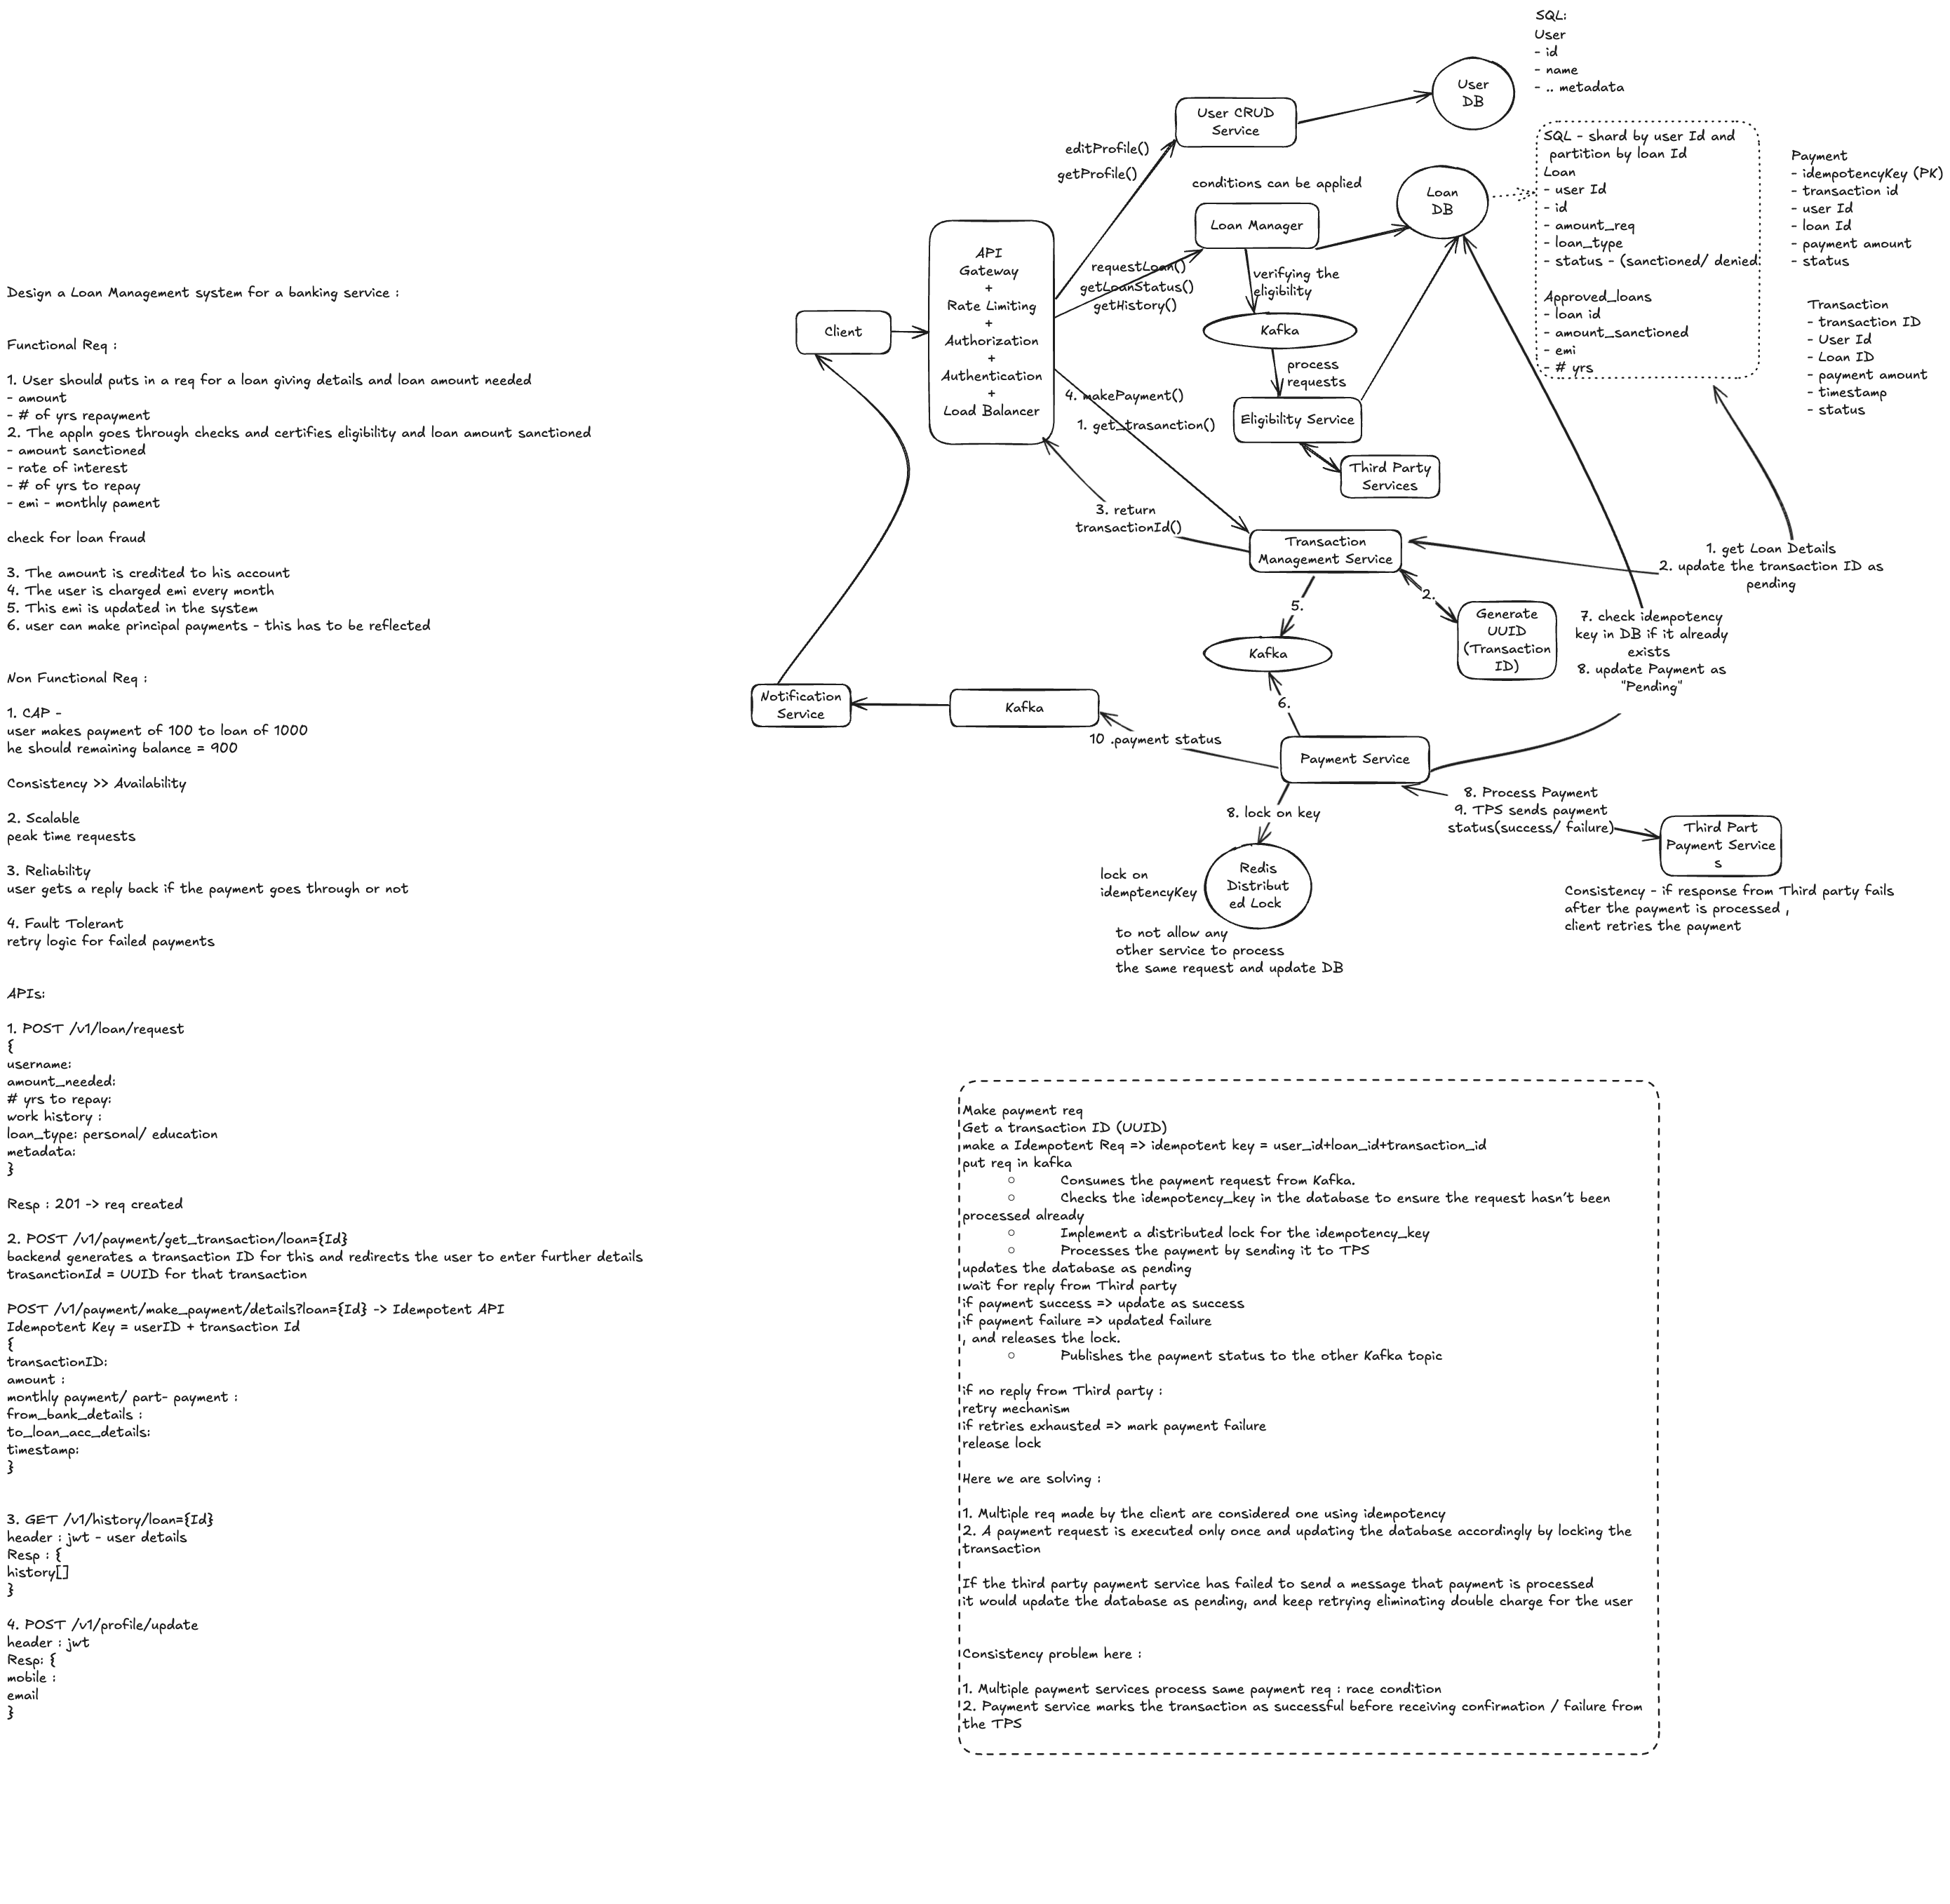 Design a Loan Management system for a banking service :
Functional Req :
1. User should puts in a req for a loan giving details and loan amount needed
- amount
- # of yrs repayment
2. The appln goes through checks and certifies eligibility and loan amount sanctioned
- amount sanctioned
- rate of interest
- # of yrs to repay
- emi - monthly pament
check for loan fraud
3. The amount is credited to his account
4. The user is charged emi every month
5. This emi is updated in the system
6. user can make principal payments - this has to be reflected
Non Functional Req :
1. CAP -
user makes payment of 100 to loan of 1000
he should remaining balance = 900
Consistency >> Availability
2. Scalable
peak time requests
3. Reliability
user gets a reply back if the payment goes through or not
4. Fault Tolerant
retry logic for failed payments
APIs:
1. POST /v1/loan/request
{
username:
amount_needed:
# yrs to repay:
work history :
loan_type: personal/ education
metadata:
}
Resp : 201 -> req created
2. POST /v1/payment/get_transaction/loan={Id}
backend generates a transaction ID for this and redirects the user to enter further details
trasanctionId = UUID for that transaction
POST /v1/payment/make_payment/details?loan={Id} -> Idempotent API
Idempotent Key = userID + transaction Id
{
transactionID:
amount :
monthly payment/ part- payment :
from_bank_details :
to_loan_acc_details:
timestamp:
}
3. GET /v1/history/loan={Id}
header : jwt - user details
Resp : {
history[]
}
4. POST /v1/profile/update
header : jwt
Resp: {
mobile :
email
}
Client
API
Gateway
+
Rate Limiting
+
Authorization
+
Authentication
+
Load Balancer
editProfile()
getProfile()
User CRUD
Service
User
DB
SQL:
User
- id
- name
- .. metadata
requestLoan()
getLoanStatus()
getHistory()
conditions can be applied
Loan Manager
Loan
DB
SQL - shard by user Id and
partition by loan Id
Loan
- user Id
- id
- amount_req
- loan_type
- status - (sanctioned/ denied
Approved_loans
- loan id
- amount_sanctioned
- emi
- # yrs
Payment
- idempotencyKey (PK)
- transaction id
- user Id
- loan Id
- payment amount
- status
Transaction
- transaction ID
- User Id
- Loan ID
- payment amount
- timestamp
- status
verifying the
eligibility
Kafka
process
requests
Eligibility Service
Third Party
Services
4. makePayment()
1. get_trasanction()
3. return
transactionId()
Transaction
Management Service
1. get Loan Details
2. update the transaction ID as
pending
2.
Generate
UUID
(Transaction
ID)
5.
Kafka
6.
7. check idempotency
key in DB if it already
exists
8. update Payment as
"Pending"
Notification
Service
Kafka
10 .payment status
Payment Service
8. Process Payment
9. TPS sends payment
status(success/ failure)
Third Part
Payment Service
s
8. lock on key
Redis
Distribut
ed Lock
lock on
idemptencyKey
to not allow any
other service to process
the same request and update DB
Consistency - if response from Third party fails
after the payment is processed ,
client retries the payment
Make payment req
Get a transaction ID (UUID)
make a Idempotent Req => idempotent key = user_id+loan_id+transaction_id
put req in kafka
○ Consumes the payment request from Kafka.
○ Checks the idempotency_key in the database to ensure the request hasn't been
processed already
○ Implement a distributed lock for the idempotency_key
○ Processes the payment by sending it to TPS
updates the database as pending
wait for reply from Third party
if payment success => update as success
if payment failure => updated failure
, and releases the lock.
○ Publishes the payment status to the other Kafka topic
if no reply from Third party :
retry mechanism
if retries exhausted => mark payment failure
release lock
Here we are solving :
1. Multiple req made by the client are considered one using idempotency
2. A payment request is executed only once and updating the database accordingly by locking the
transaction
If the third party payment service has failed to send a message that payment is processed
it would update the database as pending, and keep retrying eliminating double charge for the user
Consistency problem here :
1. Multiple payment services process same payment req : race condition
2. Payment service marks the transaction as successful before receiving confirmation / failure from
the TPS